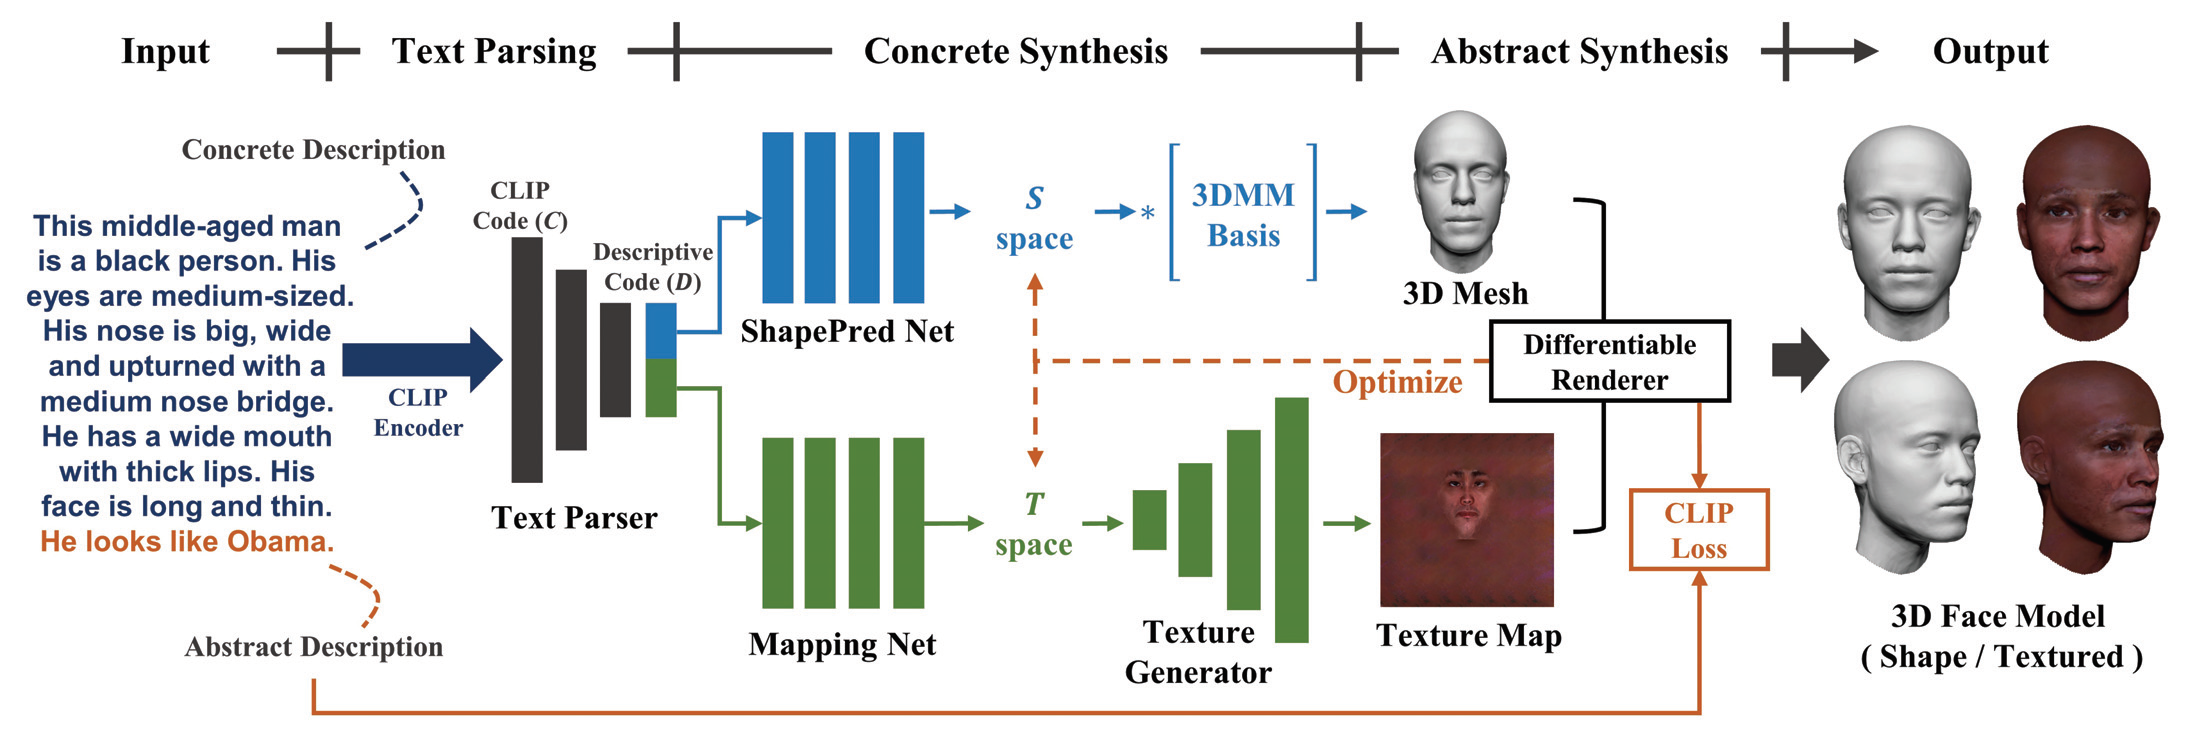 Input
Text Parsing
Concrete Synthesis
Abstract Synthesis
Output
Concrete Description
This middle-aged man
is a black person. His
eyes are medium-sized.
His nose is big, wide
and upturned with a
medium nose bridge.
He has a wide mouth
with thick lips. His
face is long and thin.
He looks like Obama.
Abstract Description
CLIP
Encoder
CLIP
Code (C)
Descriptive
Code (D)
Text Parser
ShapePred Net
Mapping Net
S
space
T
space
*
3DMM
Basis
3D Mesh
Optimize
Differentiable
Renderer
Texture
Generator
Texture Map
CLIP
Loss
3D Face Model
( Shape / Textured )